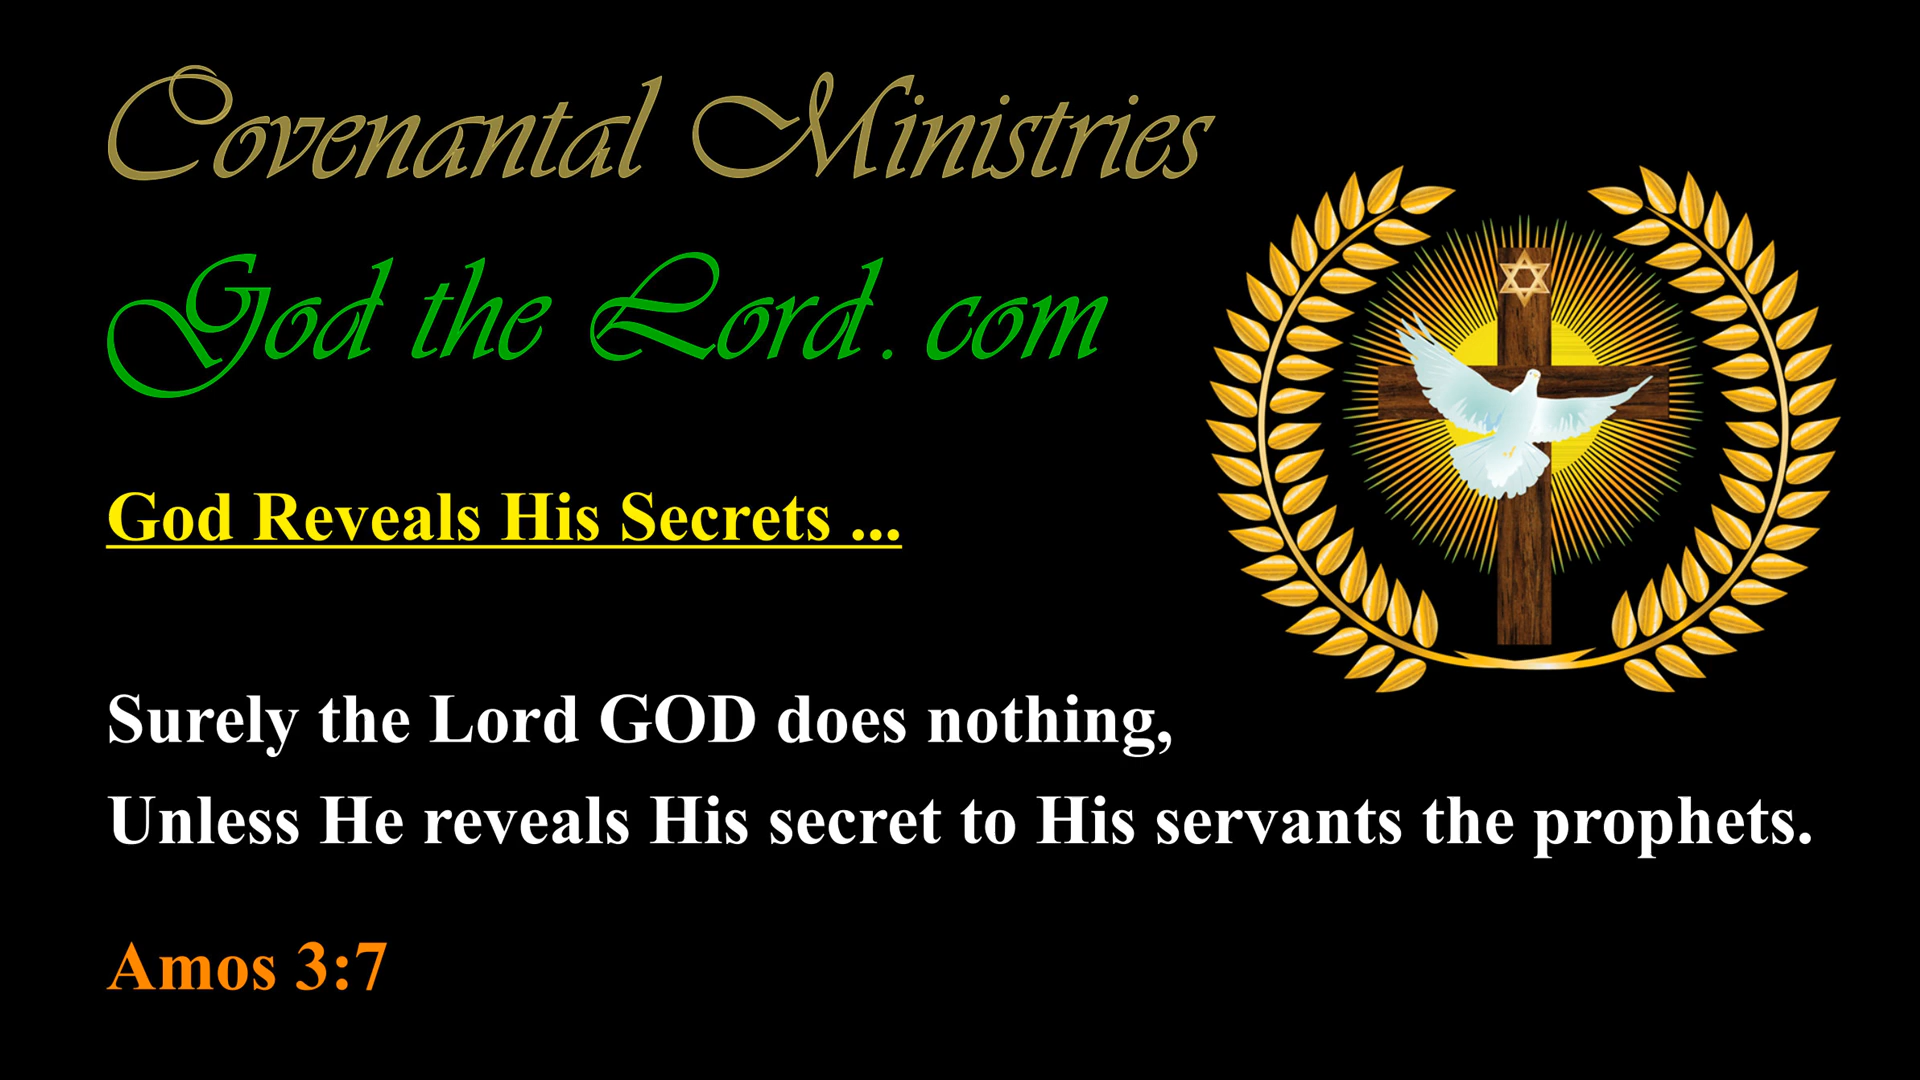 Covenantal Ministries
God the Lord . com
God Reveals His Secrets ...
Surely the Lord GOD does nothing,
Unless He reveals His secret to His servants the prophets.
Amos 3:7